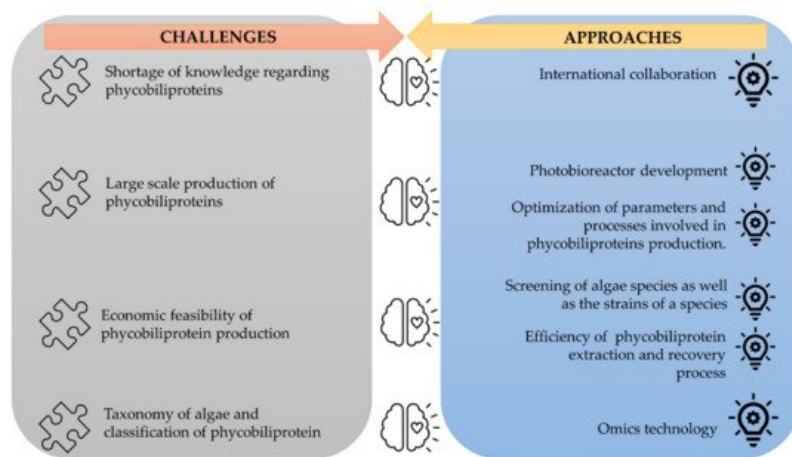 CHALLENGES
Shortage of knowledge regarding
phycobiliproteins
Large scale production of
phycobiliproteins
Economic feasibility of
phycobiliprotein production
Taxonomy of algae and
classification of phycobiliprotein
APPROACHES
International collaboration
Photobioreactor development
Optimization of parameters and
processes involved in
phycobiliproteins production.
Screening of algae species as well
as the strains of a species
Efficiency of phycobiliprotein
extraction and recovery
process
Omics technology